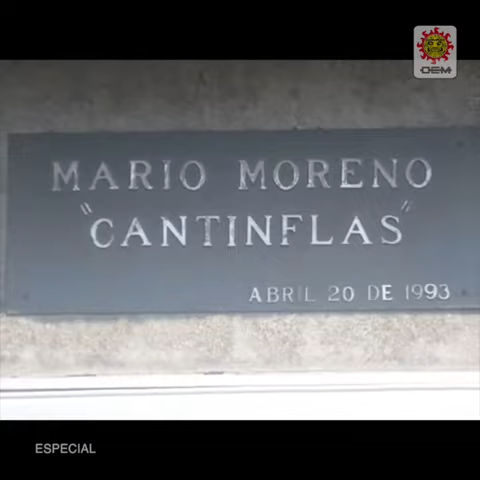 OEM
MARIO MORENO
"CANTINFLAS"
ABRIL 20 DE 1993
ESPECIAL